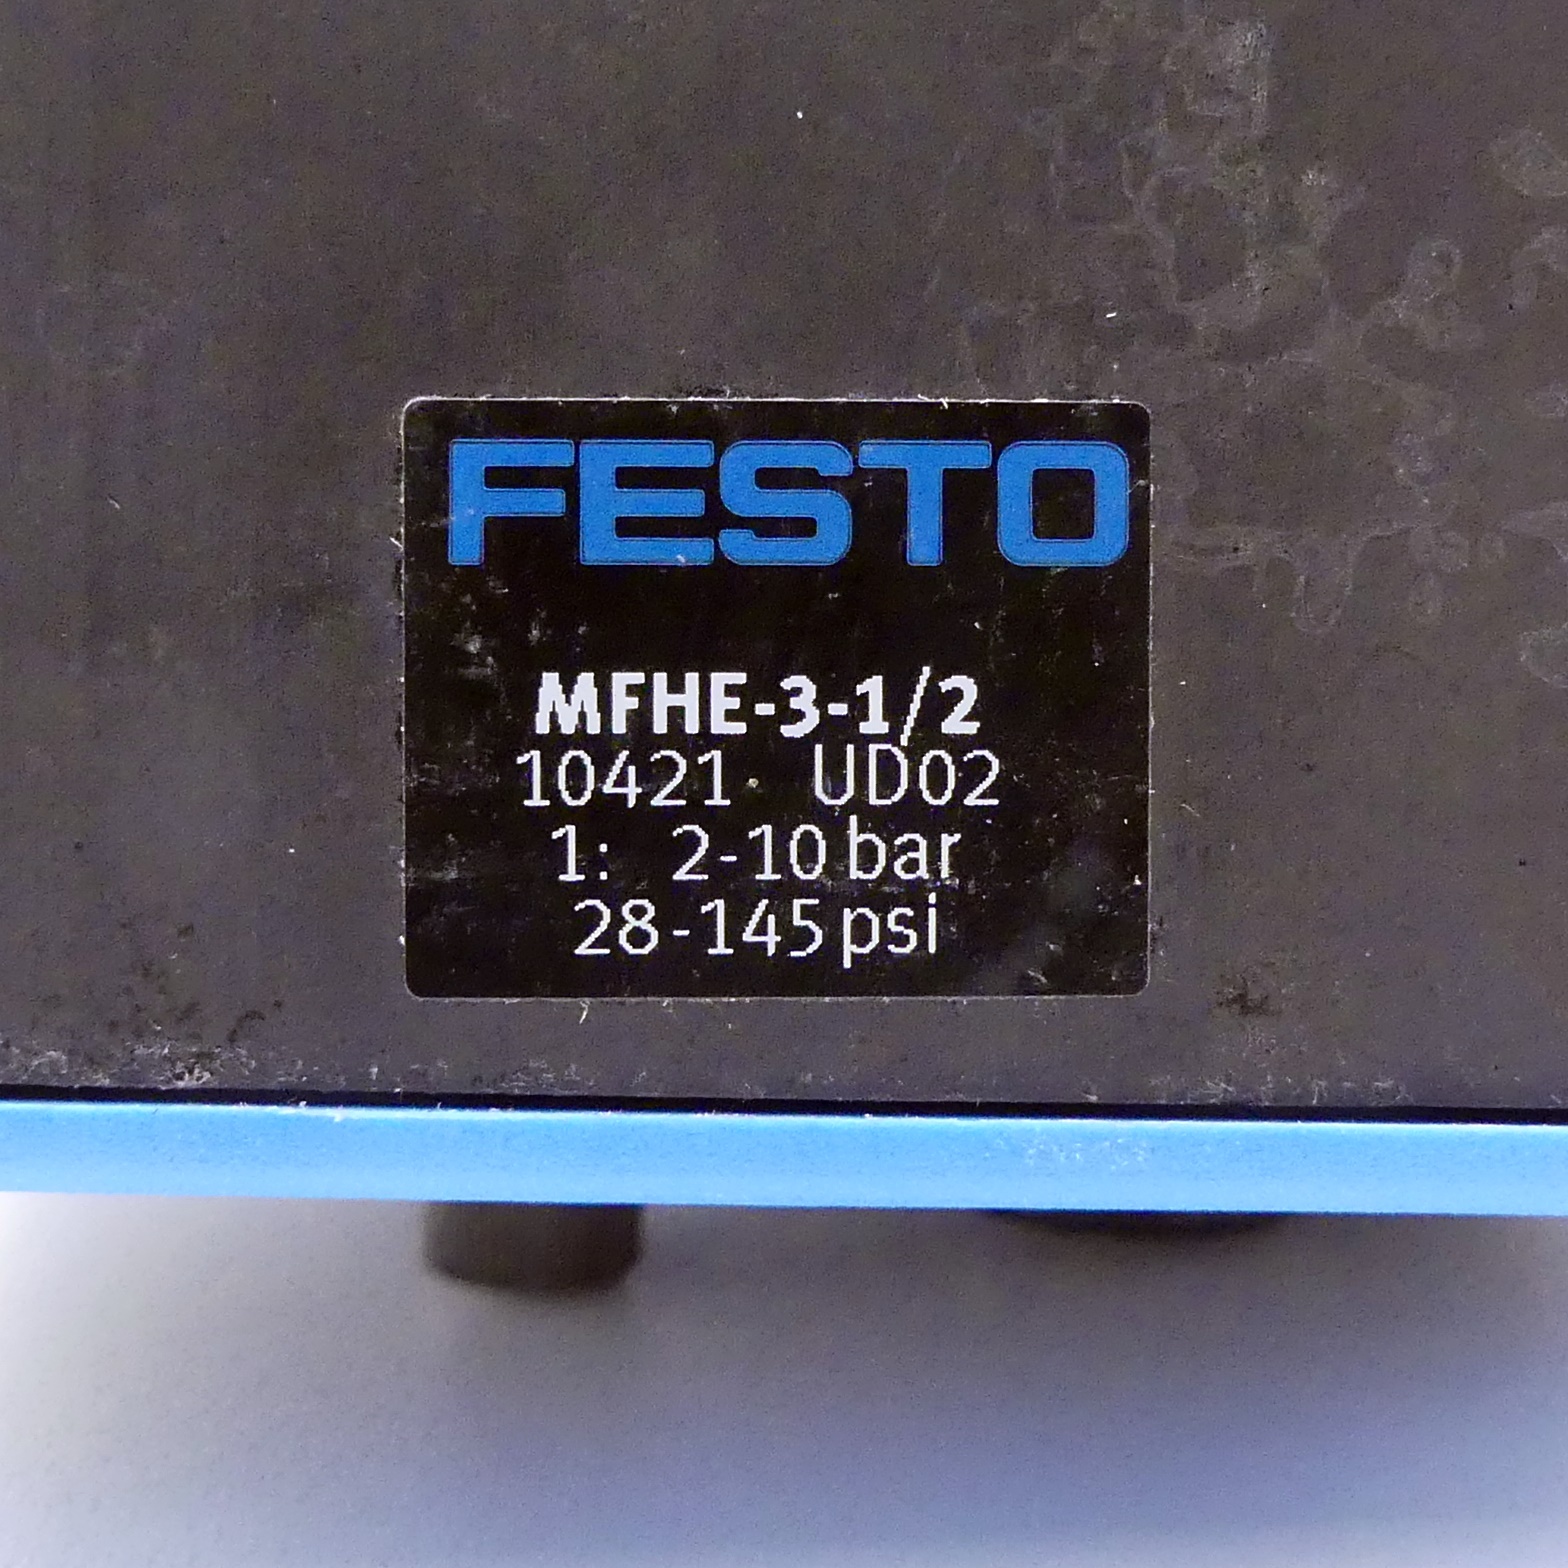 FESTO
MFHE-3-1/2
10421 UD02
1: 2-10 bar
28-145 psi